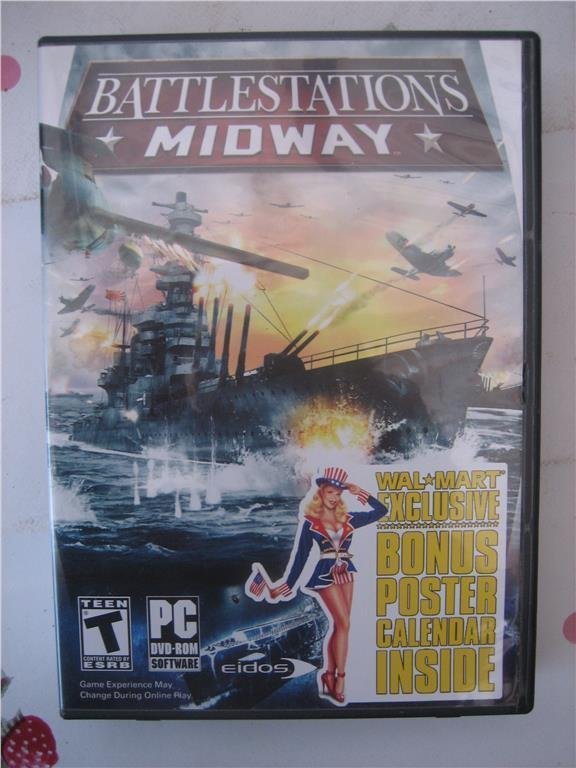 BATTLESTATIONS
MIDWAY
WAL★MART
EXCLUSIVE
BONUS
POSTER
CALENDAR
INSIDE
TEEN
T
CONTENT RATED BY
ESRB
PC
DVD-ROM
SOFTWARE
eidos
Game Experience May
Change During Online Play